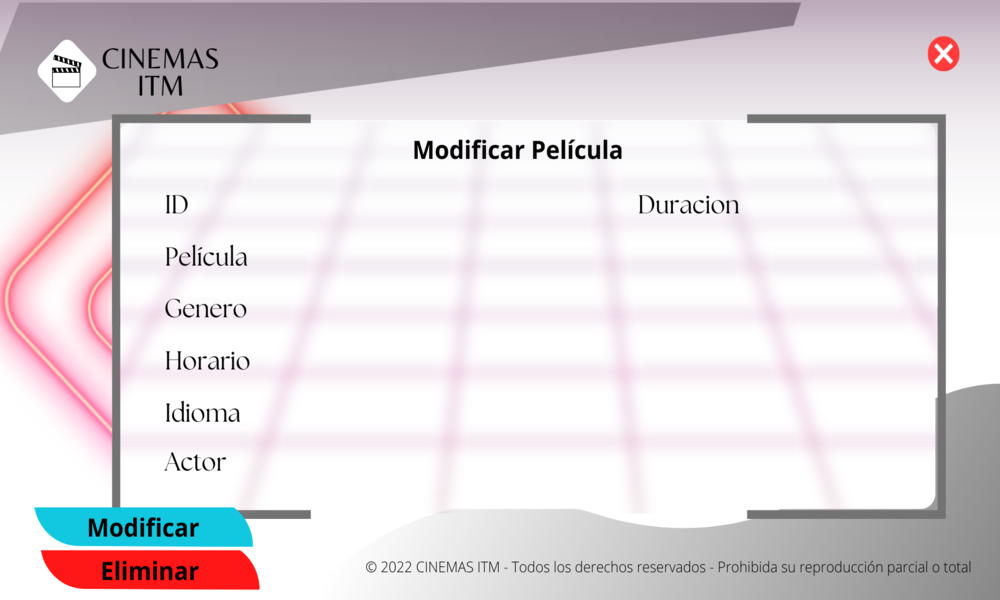 CINEMAS
ITM
Modificar Película
ID
Duracion
Película
Genero
Horario
Idioma
Actor
Modificar
Eliminar
© 2022 CINEMAS ITM - Todos los derechos reservados - Prohibida su reproducción parcial o total